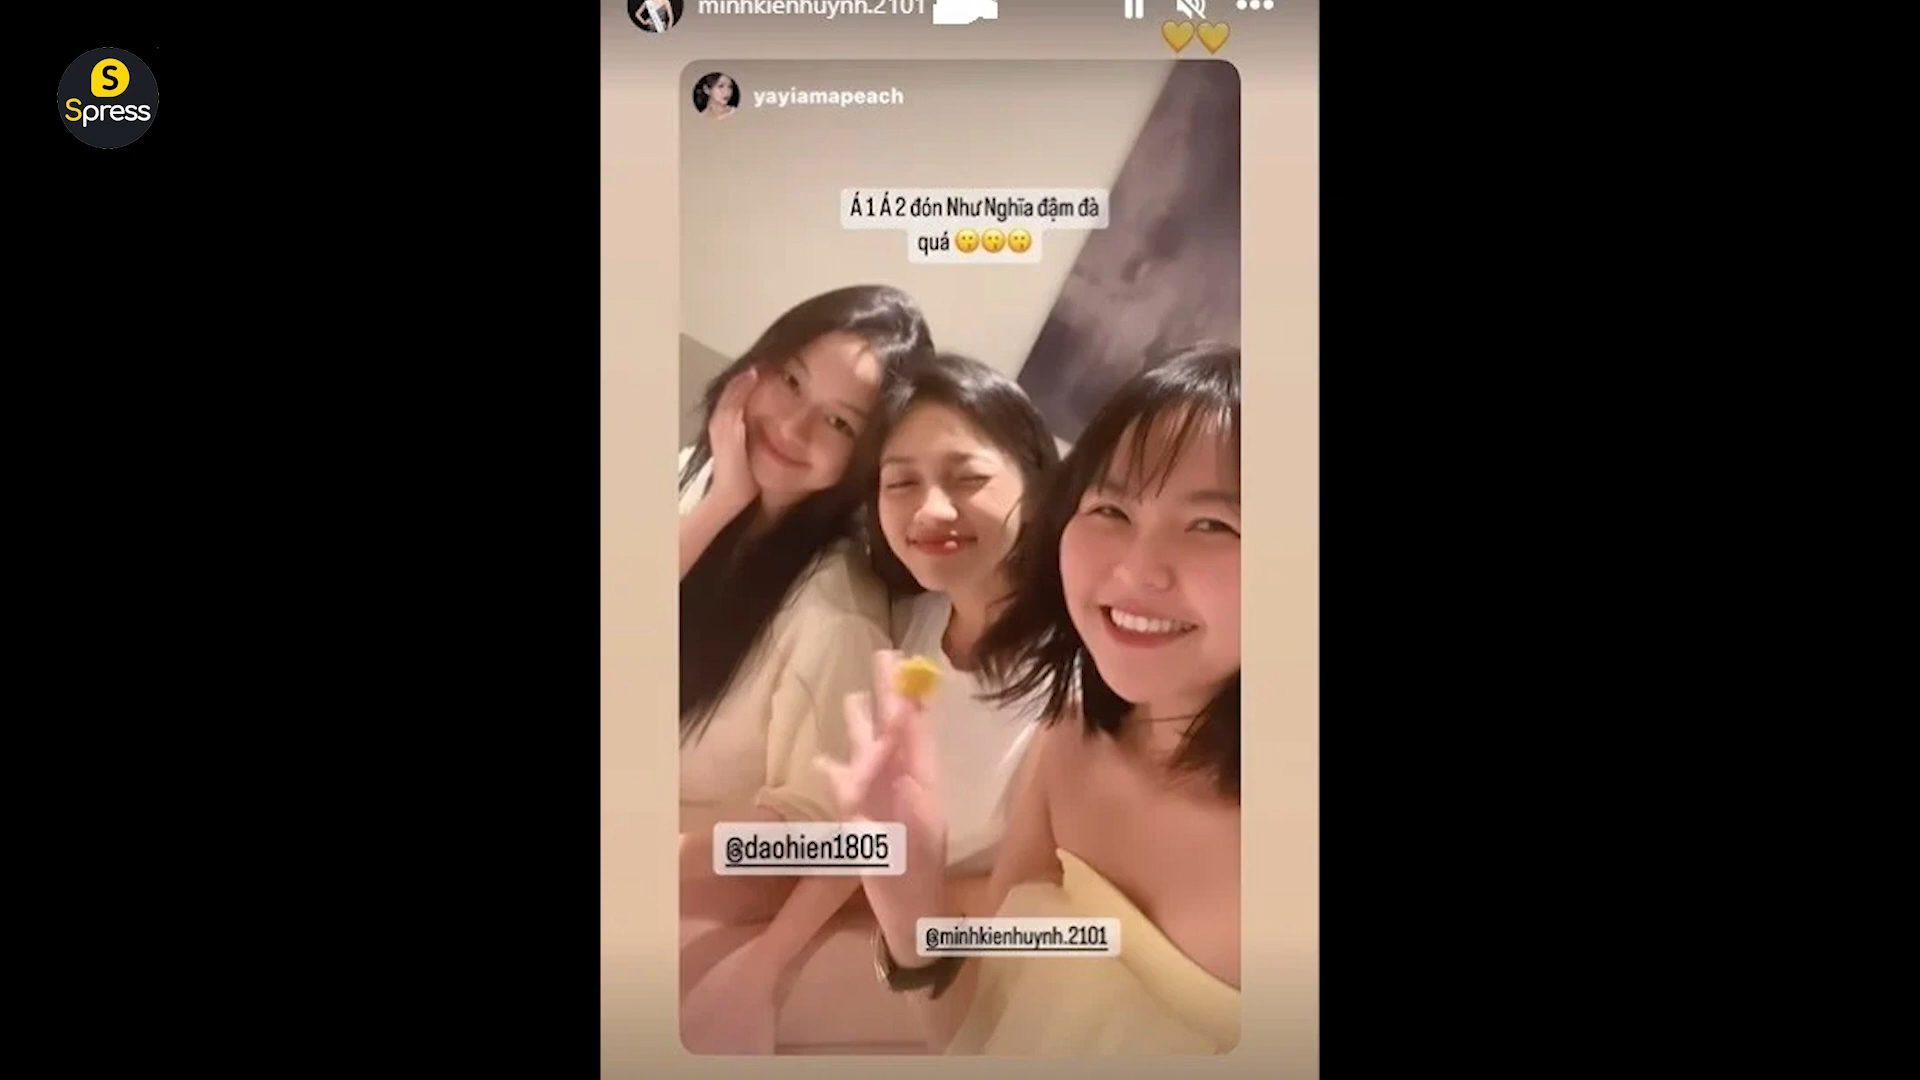 minhkienhuynh.2101
S
Spress
yayiamapeach
Á 1 Á 2 đón Như Nghĩa đậm đà
quá 😗😗😗
@daohien1805
@minhkienhuynh.2101